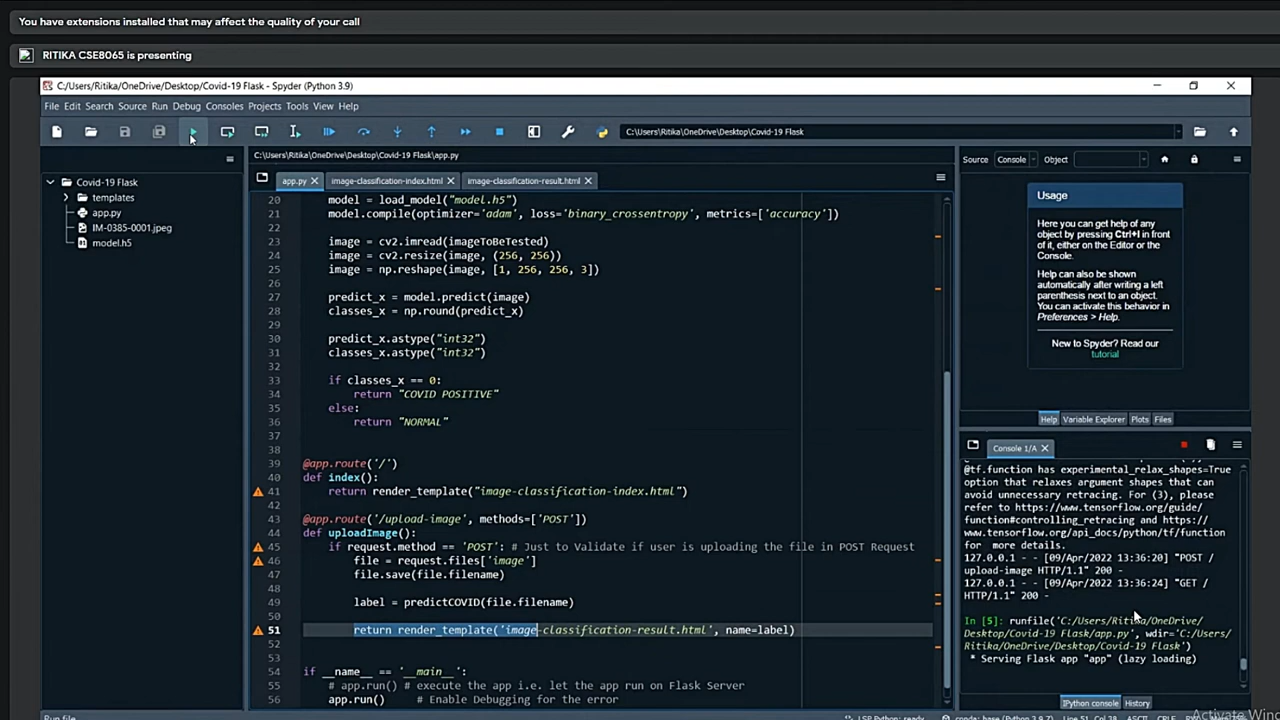 You have extensions installed that may affect the quality of your call
RITIKA CSE8065 is presenting
C:/Users/Ritika/OneDrive/Desktop/Covid-19 Flask - Spyder (Python 3.9)
File Edit Search Source Run Debug Consoles Projects Tools View Help
C:\Users\Ritika\OneDrive\Desktop\Covid-19 Flask
C:\Users\Ritika\OneDrive\Desktop\Covid-19 Flask\app.py
app.py image-classification-index.html image-classification-result.html
Covid-19 Flask
templates
app.py
IM-0385-0001.jpeg
model.h5
20 model = load_model("model.h5")
21 model.compile(optimizer='adam', loss='binary_crossentropy', metrics=['accuracy'])
22
23 image = cv2.imread(imageToBeTested)
24 image = cv2.resize(image, (256, 256))
25 image = np.reshape(image, [1, 256, 256, 3])
26
27 predict_x = model.predict(image)
28 classes_x = np.round(predict_x)
29
30 predict_x.astype("int32")
31 classes_x.astype("int32")
32
33 if classes_x == 0:
34 return "COVID POSITIVE"
35 else:
36 return "NORMAL"
37
38
39 @app.route('/')
40 def index():
41 return render_template("image-classification-index.html")
42
43 @app.route('/upload-image', methods=['POST'])
44 def uploadImage():
45 if request.method == 'POST': # Just to Validate if user is uploading the file in POST Request
46 file = request.files['image']
47 file.save(file.filename)
48
49 label = predictCOVID(file.filename)
50
51 return render_template('image-classification-result.html', name=label)
52
53
54 if __name__ == '__main__':
55 # app.run() # execute the app i.e. let the app run on Flask Server
56 app.run() # Enable Debugging for the error
Source Console Object
Usage
Here you can get help of any
object by pressing Ctrl+I in front
of it, either on the Editor or the
Console.
Help can also be shown
automatically after writing a left
parenthesis next to an object.
You can activate this behavior in
Preferences > Help.
New to Spyder? Read our
tutorial
Help Variable Explorer Plots Files
Console 1/A
@tf.function has experimental_relax_shapes=True
option that relaxes argument shapes that can
avoid unnecessary retracing. For (3), please
refer to https://www.tensorflow.org/guide/
function#controlling_retracing and https://
www.tensorflow.org/api_docs/python/tf/function
for more details.
127.0.0.1 - - [09/Apr/2022 13:36:20] "POST /
upload-image HTTP/1.1" 200 -
127.0.0.1 - - [09/Apr/2022 13:36:24] "GET /
HTTP/1.1" 200 -
In [5]: runfile('C:/Users/Ritika/OneDrive/
Desktop/Covid-19 Flask/app.py', wdir='C:/Users/
Ritika/OneDrive/Desktop/Covid-19 Flask')
* Serving Flask app "app" (lazy loading)
IPython console History
Run file
LSP Python: ready
Activate Win